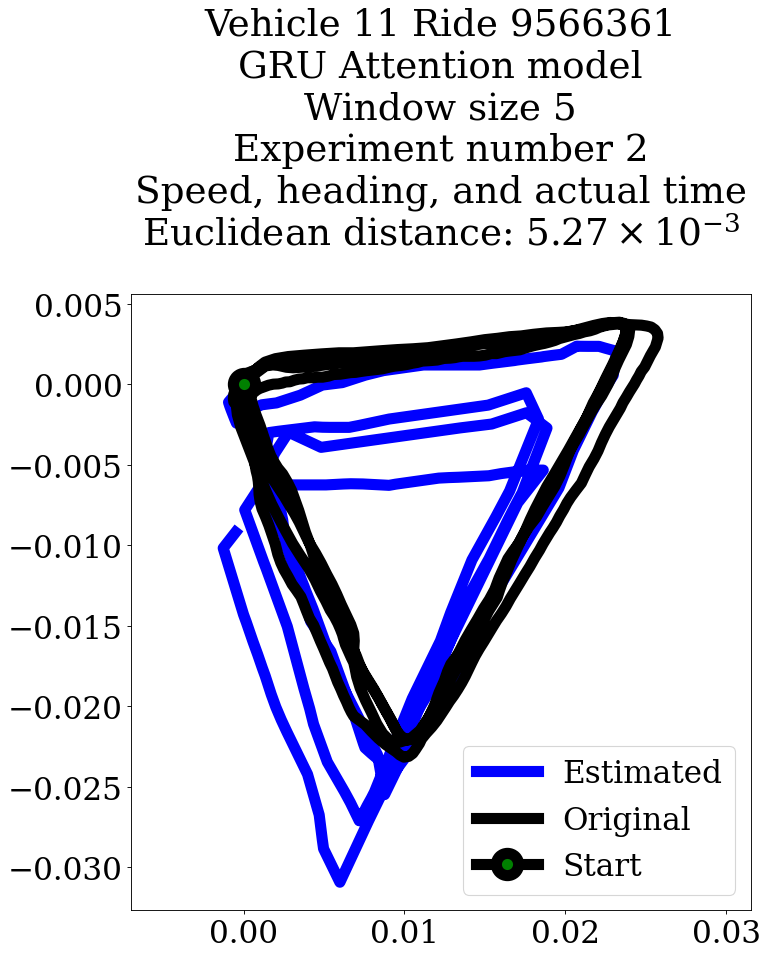 Vehicle 11 Ride 9566361
GRU Attention model
Window size 5
Experiment number 2
Speed, heading, and actual time
Euclidean distance: 5.27 × 10⁻³
0.005
0.000
−0.005
−0.010
−0.015
−0.020
−0.025
−0.030
Estimated
Original
Start
0.00 0.01 0.02 0.03